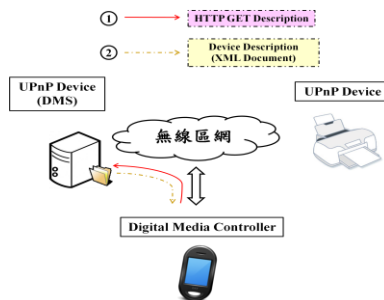 ① HTTP GET Description
② Device Description
(XML Document)
UPnP Device
(DMS)
UPnP Device
無線區網
Digital Media Controller